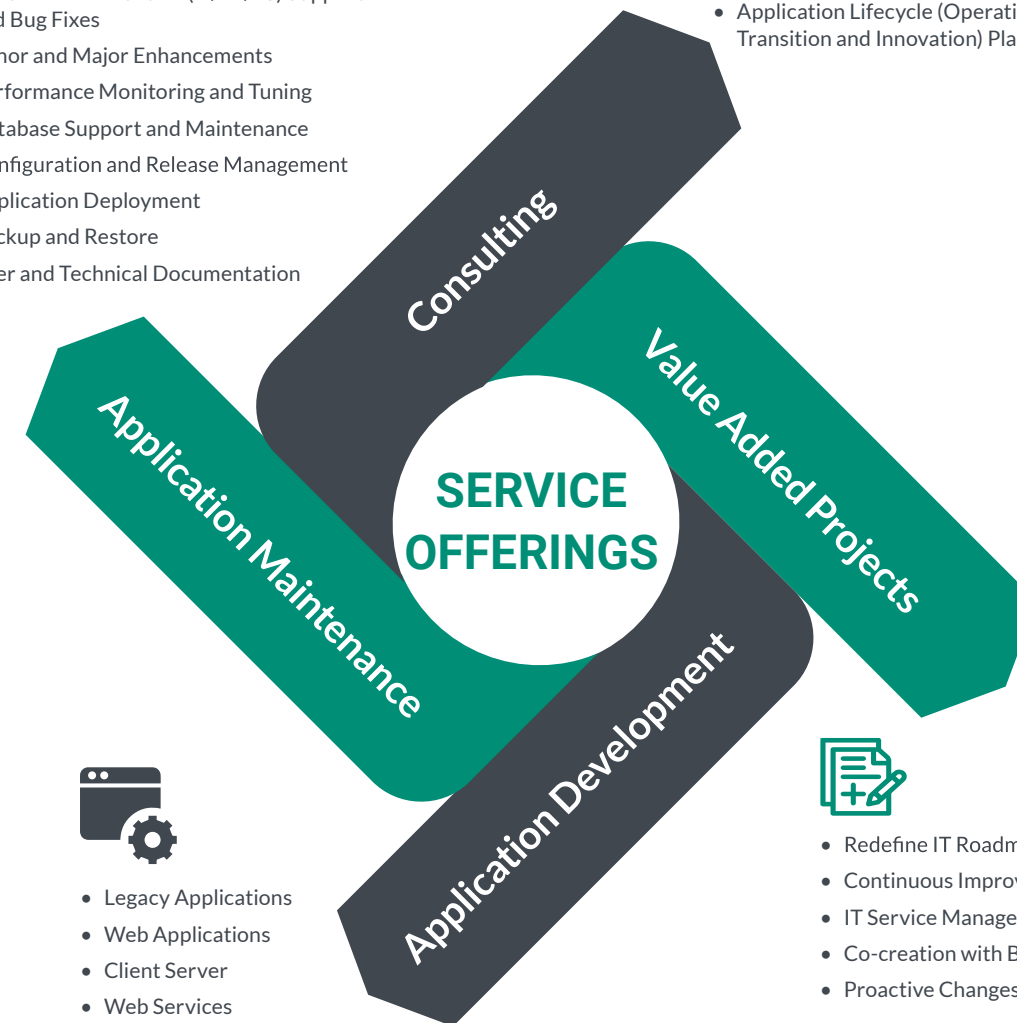 d Bug Fixes
nor and Major Enhancements
rformance Monitoring and Tuning
tabase Support and Maintenance
nfiguration and Release Management
plication Deployment
ckup and Restore
er and Technical Documentation
• Application Lifecycle (Operati
Transition and Innovation) Pla
Consulting
Value Added Projects
Application Maintenance
SERVICE
OFFERINGS
Application Development
• Legacy Applications
• Web Applications
• Client Server
• Web Services
• Redefine IT Roadm
• Continuous Improv
• IT Service Manage
• Co-creation with B
• Proactive Changes